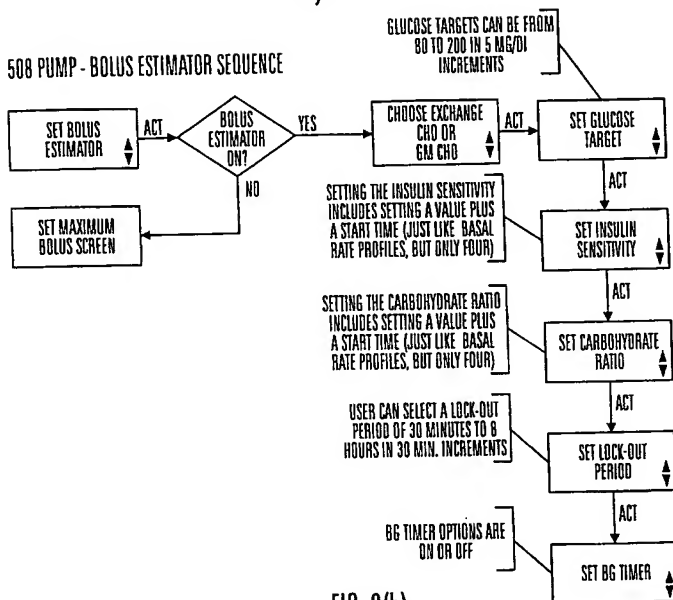 508 PUMP - BOLUS ESTIMATOR SEQUENCE
GLUCOSE TARGETS CAN BE FROM
80 TO 200 IN 5 MG/Dl
INCREMENTS
SET BOLUS
ESTIMATOR
ACT
BOLUS
ESTIMATOR
ON?
YES
CHOOSE EXCHANGE
CHO OR
GM CHO
ACT
SET GLUCOSE
TARGET
NO
SET MAXIMUM
BOLUS SCREEN
ACT
SETTING THE INSULIN SENSITIVITY
INCLUDES SETTING A VALUE PLUS
A START TIME (JUST LIKE BASAL
RATE PROFILES, BUT ONLY FOUR)
SET INSULIN
SENSITIVITY
ACT
SETTING THE CARBOHYDRATE RATIO
INCLUDES SETTING A VALUE PLUS
A START TIME (JUST LIKE BASAL
RATE PROFILES, BUT ONLY FOUR)
SET CARBOHYDRATE
RATIO
ACT
USER CAN SELECT A LOCK-OUT
PERIOD OF 30 MINUTES TO
HOURS IN 30 MIN. INCREMENTS
SET LOCK-OUT
PERIOD
ACT
BG TIMER OPTIONS ARE
ON OR OFF
SET BG TIMER